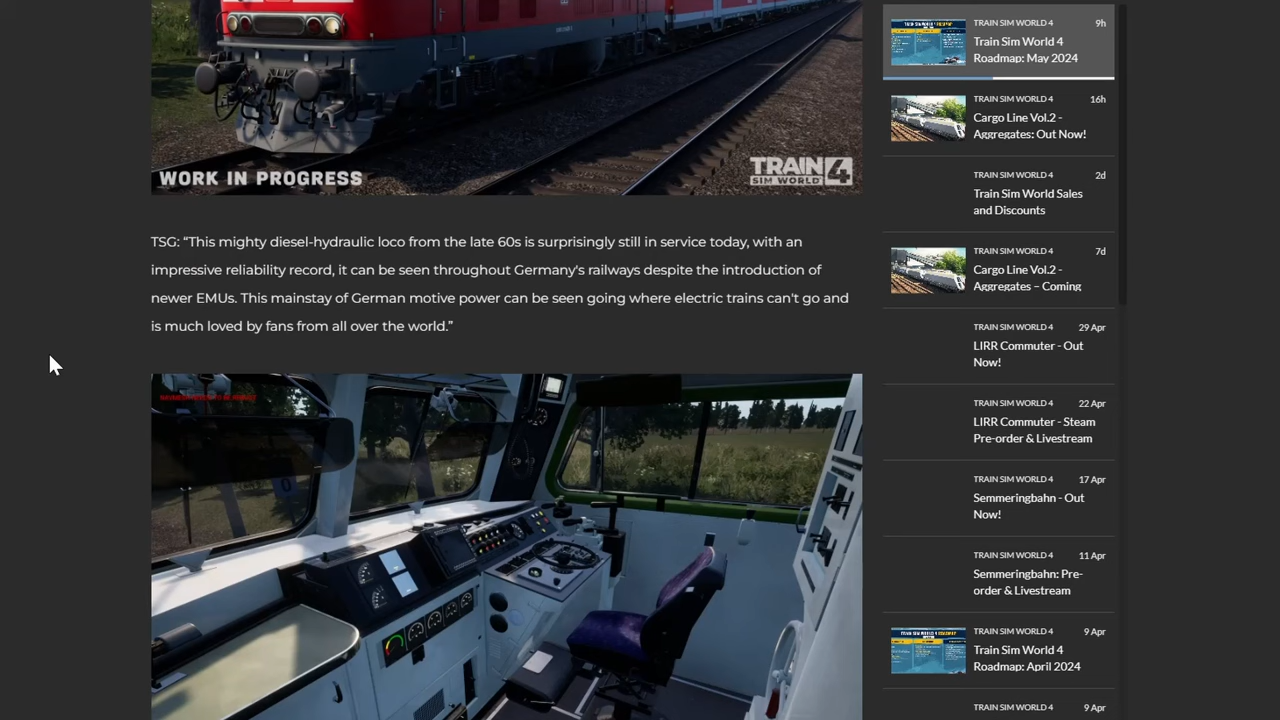 WORK IN PROGRESS
TRAIN
SIM WORLD 4
TSG: “This mighty diesel-hydraulic loco from the late 60s is surprisingly still in service today, with an
impressive reliability record, it can be seen throughout Germany's railways despite the introduction of
newer EMUs. This mainstay of German motive power can be seen going where electric trains can't go and
is much loved by fans from all over the world.”
TRAIN SIM WORLD 4 9h
Train Sim World 4
Roadmap: May 2024
TRAIN SIM WORLD 4 16h
Cargo Line Vol.2 -
Aggregates: Out Now!
TRAIN SIM WORLD 4 2d
Train Sim World Sales
and Discounts
TRAIN SIM WORLD 4 7d
Cargo Line Vol.2 -
Aggregates – Coming
TRAIN SIM WORLD 4 29 Apr
LIRR Commuter - Out
Now!
TRAIN SIM WORLD 4 22 Apr
LIRR Commuter - Steam
Pre-order & Livestream
TRAIN SIM WORLD 4 17 Apr
Semmeringbahn - Out
Now!
TRAIN SIM WORLD 4 11 Apr
Semmeringbahn: Pre-
order & Livestream
TRAIN SIM WORLD 4 9 Apr
Train Sim World 4
Roadmap: April 2024
TRAIN SIM WORLD 4 9 Apr